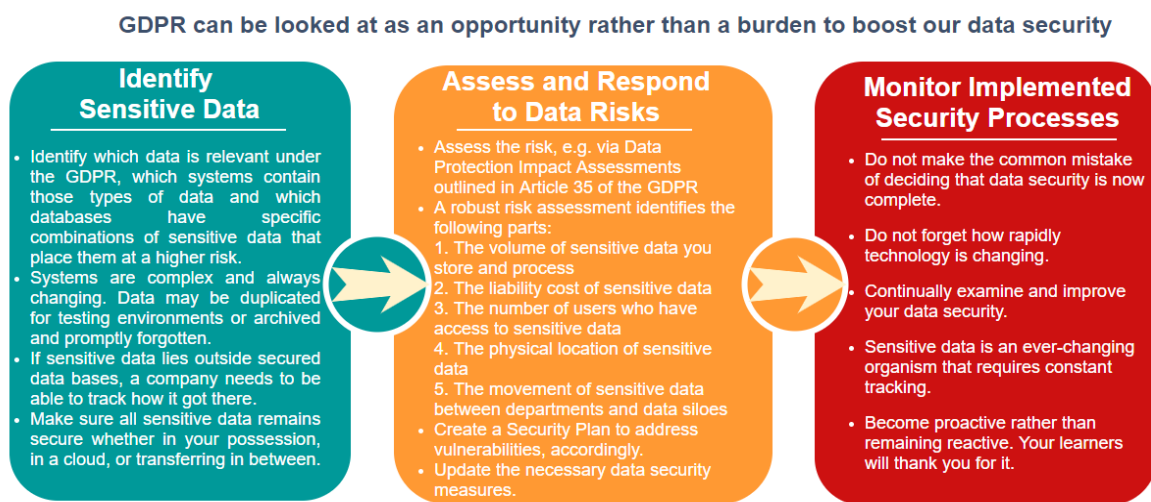 GDPR can be looked at as an opportunity rather than a burden to boost our data security
Identify
Sensitive Data
• Identify which data is relevant under
the GDPR, which systems contain
those types of data and which
databases have specific
combinations of sensitive data that
place them at a higher risk.
• Systems are complex and always
changing. Data may be duplicated
for testing environments or archived
and promptly forgotten.
• If sensitive data lies outside secured
data bases, a company needs to be
able to track how it got there.
• Make sure all sensitive data remains
secure whether in your possession,
in a cloud, or transferring in between.
Assess and Respond
to Data Risks
• Assess the risk, e.g. via Data
Protection Impact Assessments
outlined in Article 35 of the GDPR
• A robust risk assessment identifies the
following parts:
1. The volume of sensitive data you
store and process
2. The liability cost of sensitive data
3. The number of users who have
access to sensitive data
4. The physical location of sensitive
data
5. The movement of sensitive data
between departments and data siloes
• Create a Security Plan to address
vulnerabilities, accordingly.
• Update the necessary data security
measures.
Monitor Implemented
Security Processes
• Do not make the common mistake
of deciding that data security is now
complete.
• Do not forget how rapidly
technology is changing.
• Continually examine and improve
your data security.
• Sensitive data is an ever-changing
organism that requires constant
tracking.
• Become proactive rather than
remaining reactive. Your learners
will thank you for it.